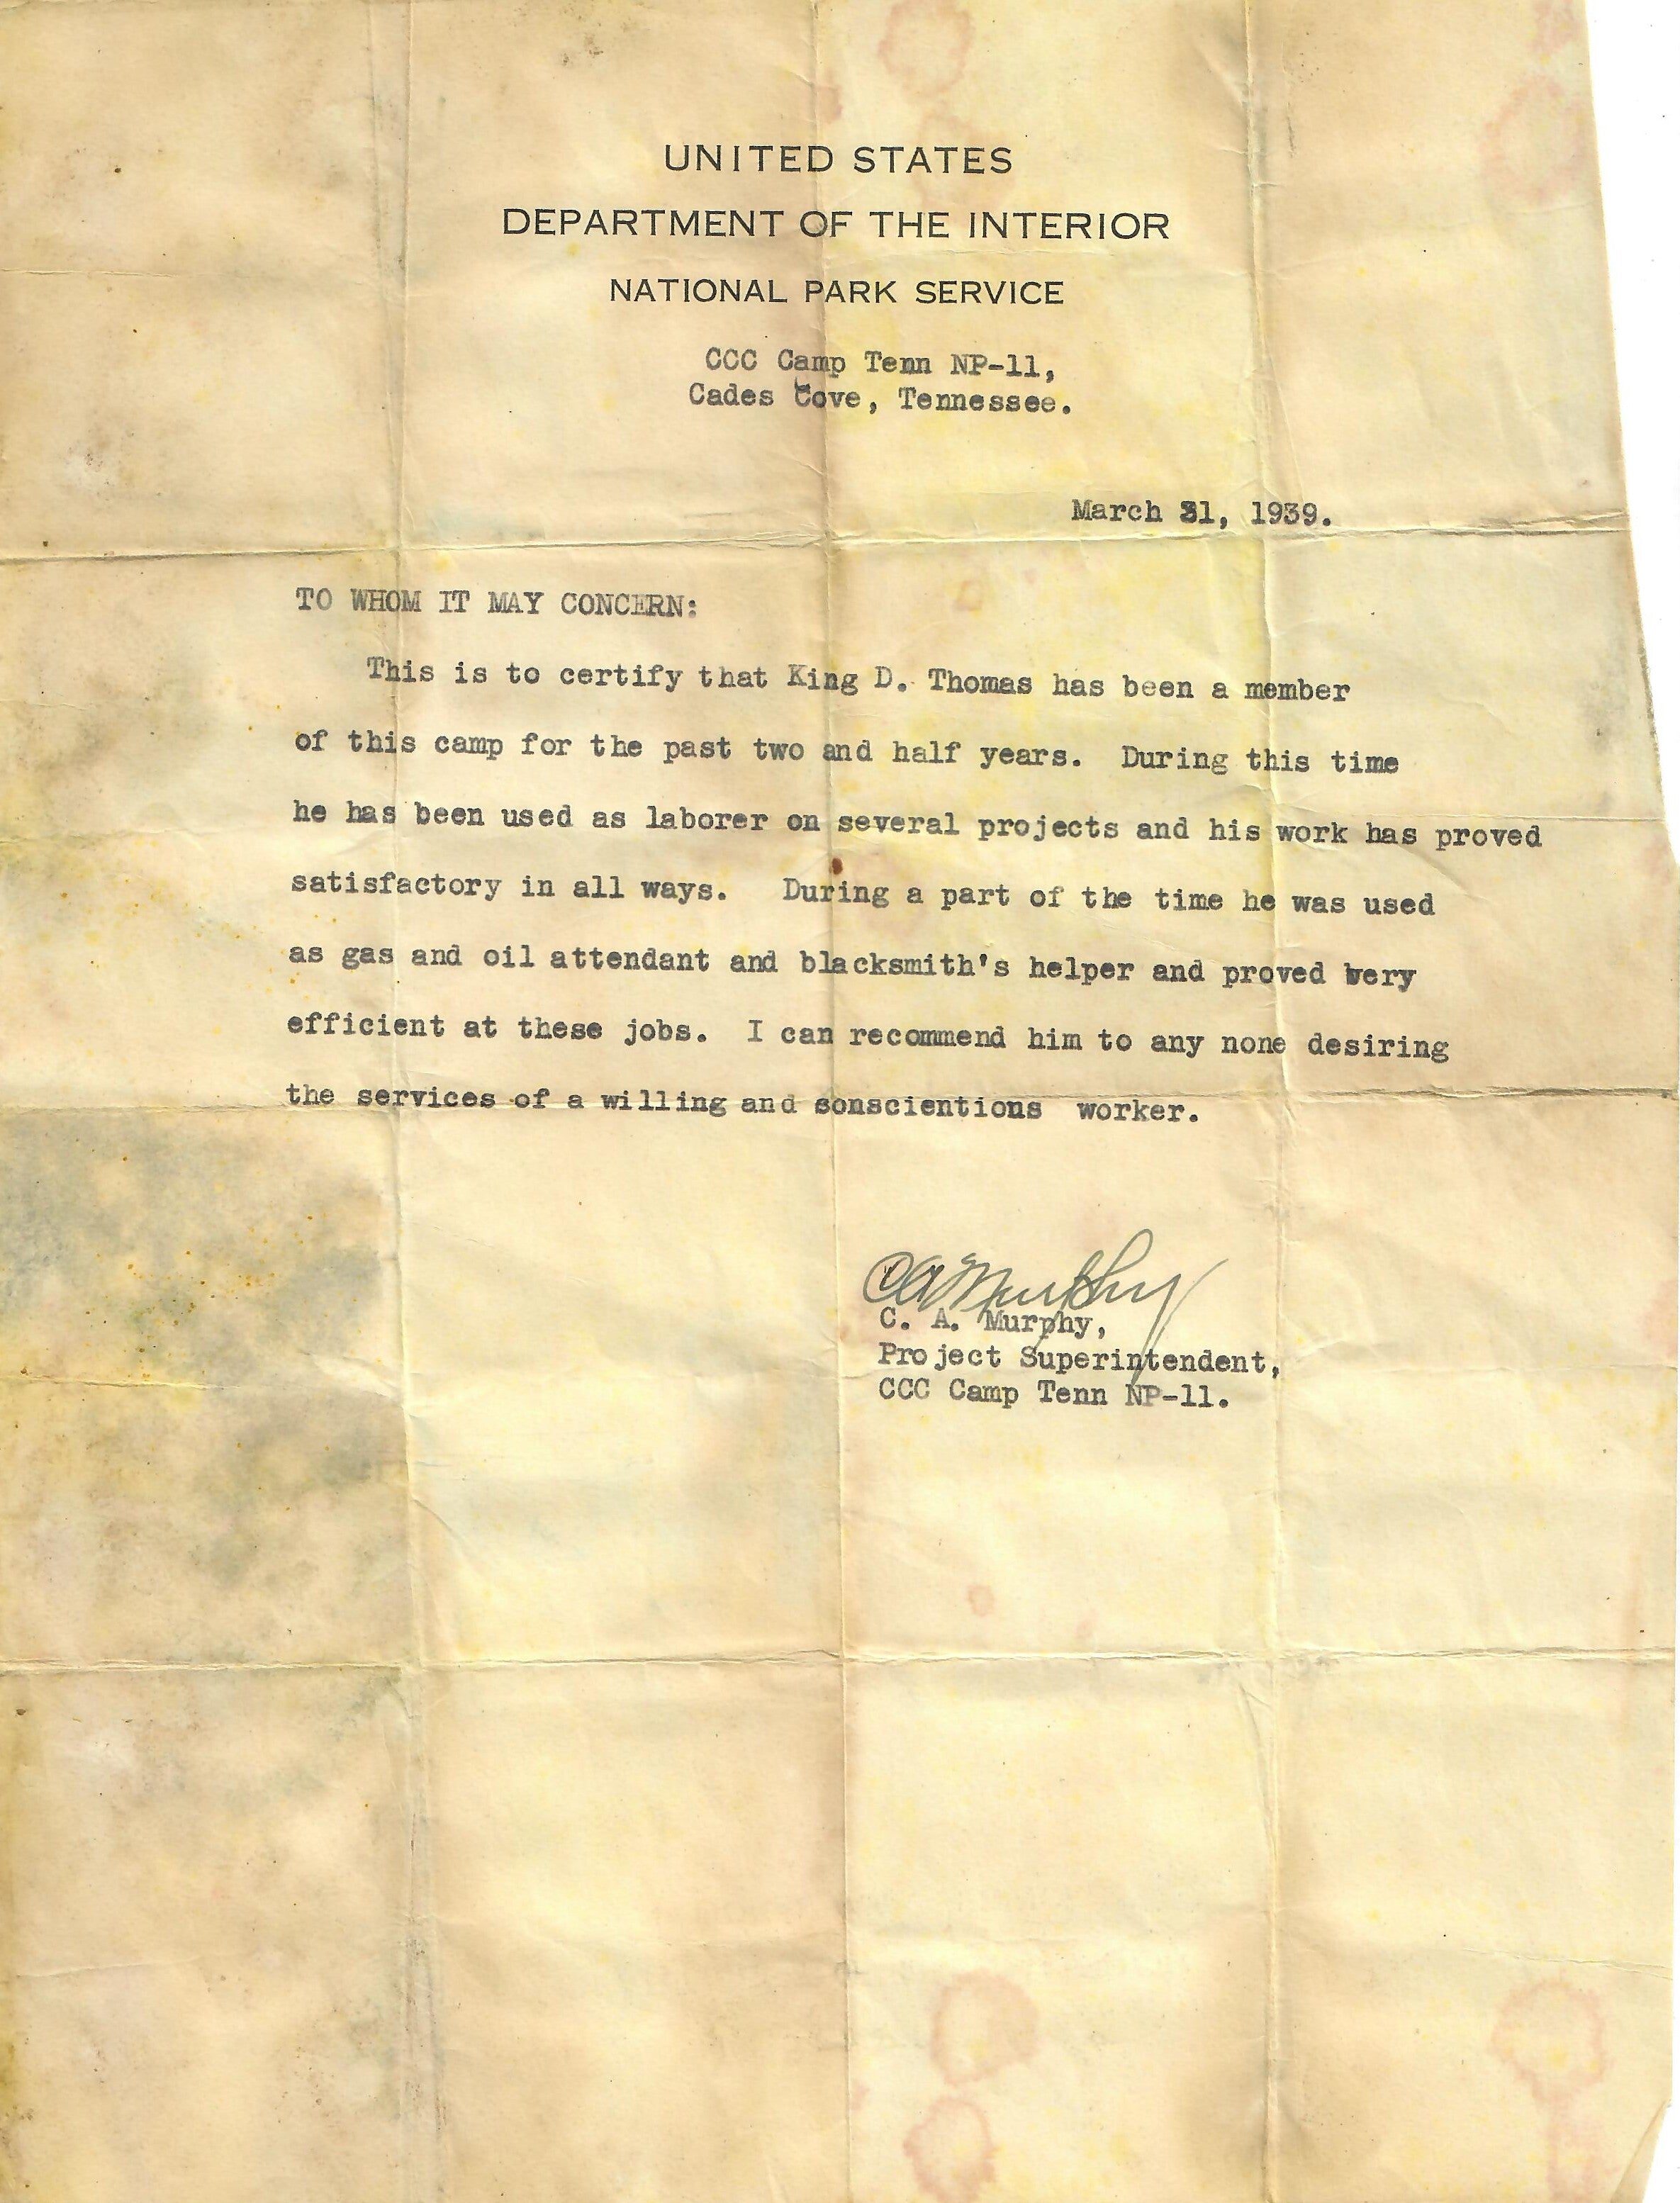 UNITED STATES
DEPARTMENT OF THE INTERIOR
NATIONAL PARK SERVICE
CCC Camp Tenn NP-11,
Cades Cove, Tennessee.
March 31, 1939.
TO WHOM IT MAY CONCERN:
This is to certify that King D. Thomas has been a member
of this camp for the past two and half years. During this time
he has been used as laborer on several projects and his work has proved
satisfactory in all ways. During a part of the time he was used
as gas and oil attendant and blacksmith's helper and proved very
efficient at these jobs. I can recommend him to any none desiring
the services of a willing and sonscientions worker.
CA Murphy
C. A. Murphy,
Project Superintendent,
CCC Camp Tenn NP-11.